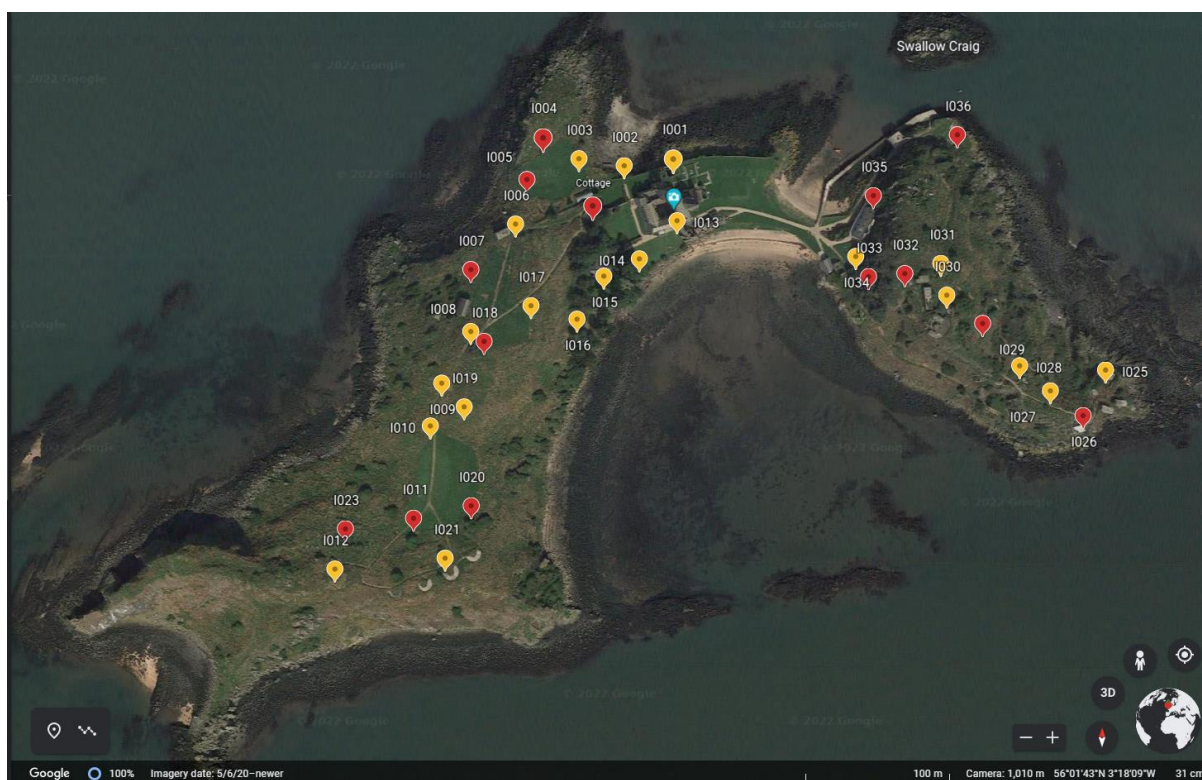 © 2022 Google
Swallow Craig
I004
I036
I003
I002
I001
I005
I035
Cottage
I006
I013
I007
I014
I033
I032
I031
I017
I034
I030
I015
I008
I018
I016
I029
I028
I025
I019
I027
I009
I010
I026
I020
I011
I023
I021
I012
3D
Google
100%
Imagery date: 5/6/20–newer
100 m
Camera: 1,010 m
56°01'43"N 3°18'09"W
31 cm